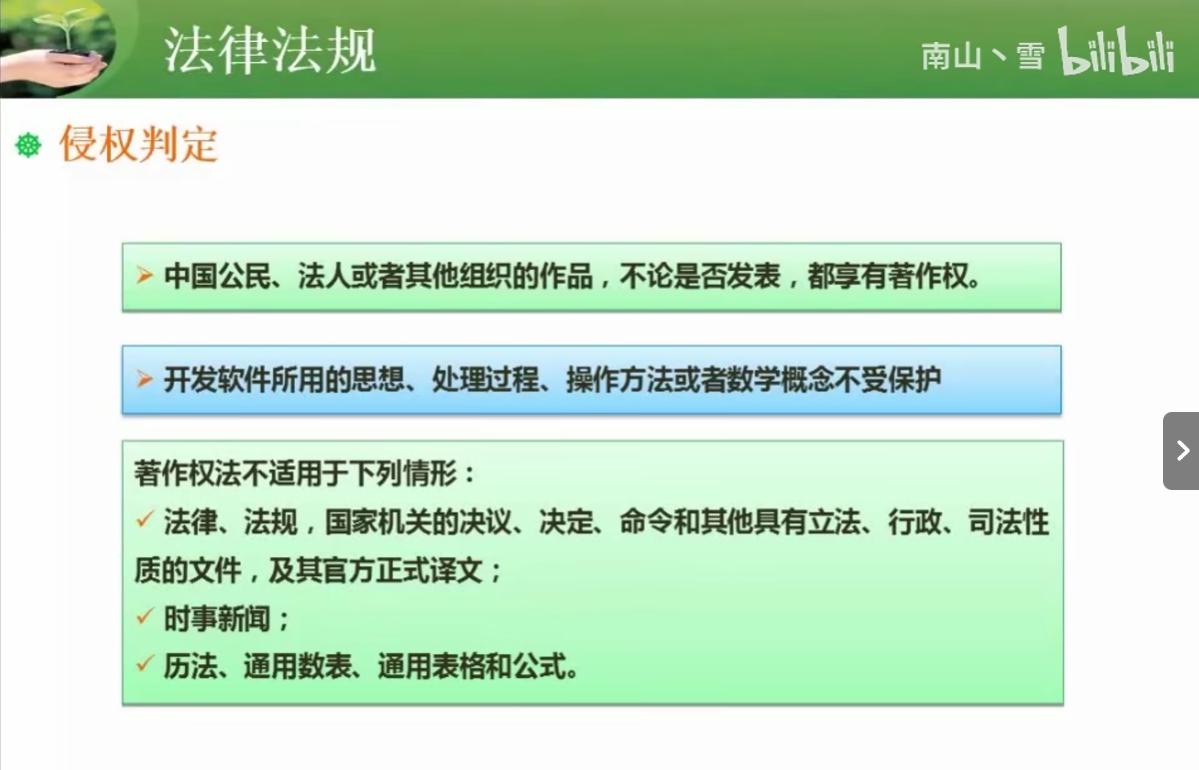 法律法规
南山丶雪 bilibili
侵权判定
中国公民、法人或者其他组织的作品，不论是否发表，都享有著作权。
开发软件所用的思想、处理过程、操作方法或者数学概念不受保护
著作权法不适用于下列情形：
法律、法规，国家机关的决议、决定、命令和其他具有立法、行政、司法性
质的文件，及其官方正式译文；
时事新闻；
历法、通用数表、通用表格和公式。